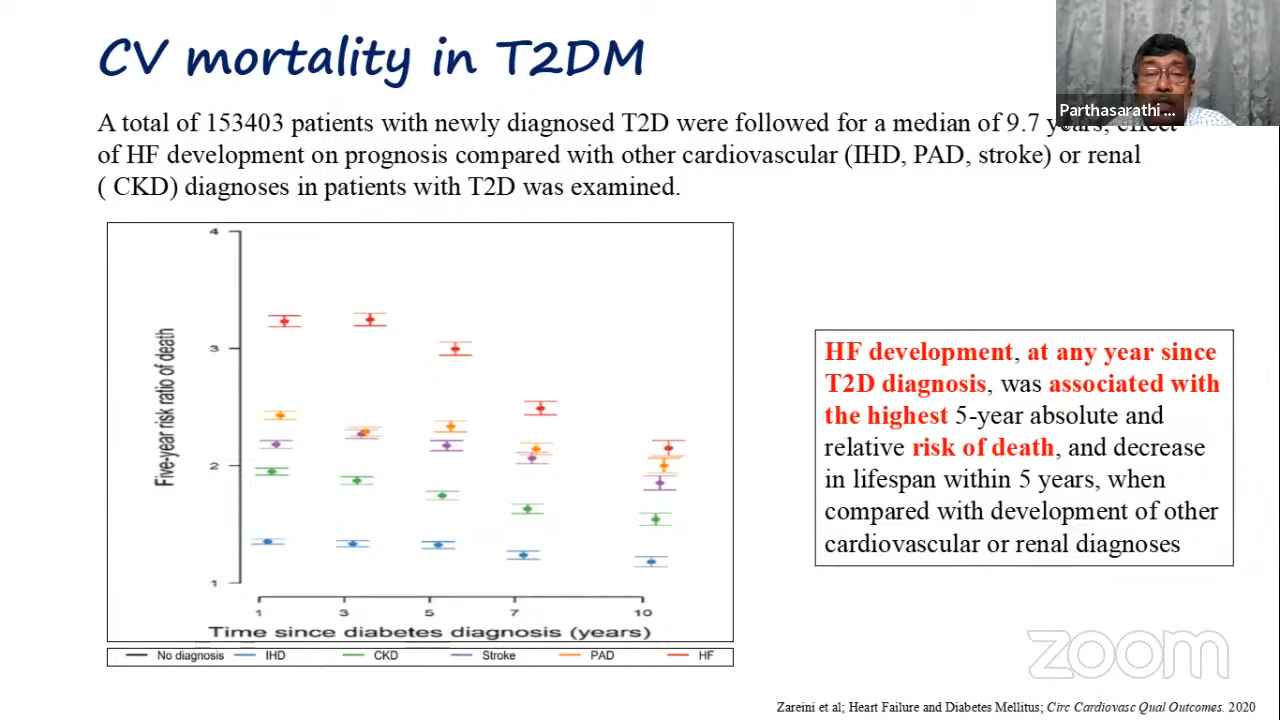 CV mortality in T2DM
Parthasarathi ...
A total of 153403 patients with newly diagnosed T2D were followed for a median of 9.7 years, effect
of HF development on prognosis compared with other cardiovascular (IHD, PAD, stroke) or renal
( CKD) diagnoses in patients with T2D was examined.
4
3
2
1
Five-year risk ratio of death
1 3 5 7 10
Time since diabetes diagnosis (years)
No diagnosis IHD CKD Stroke PAD HF
HF development, at any year since
T2D diagnosis, was associated with
the highest 5-year absolute and
relative risk of death, and decrease
in lifespan within 5 years, when
compared with development of other
cardiovascular or renal diagnoses
zoom
Zareini et al; Heart Failure and Diabetes Mellitus; Circ Cardiovasc Qual Outcomes. 2020